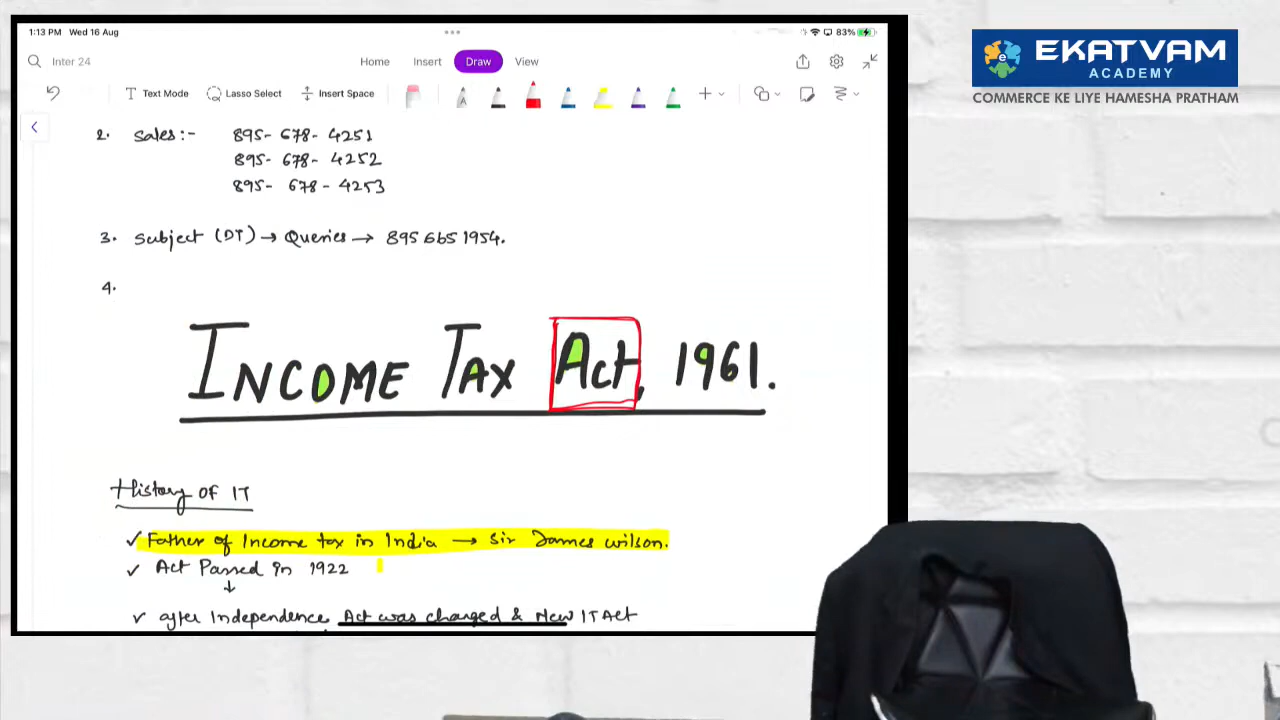 1:13 PM Wed 16 Aug
83%
Inter 24
Home Insert Draw View
Text Mode Lasso Select Insert Space
2. Sales:- 895-678-4251
895-678-4252
895-678-4253
3. Subject (DT) → Queries → 895 665 1954.
4.
INCOME TAX Act, 1961.
History OF IT
✓ Father of Income tax in India → Sir James Wilson.
✓ Act Passed in 1922
↓
✓ after Independence Act was changed & New IT Act
EKATVAM
ACADEMY
COMMERCE KE LIYE HAMESHA PRATHAM